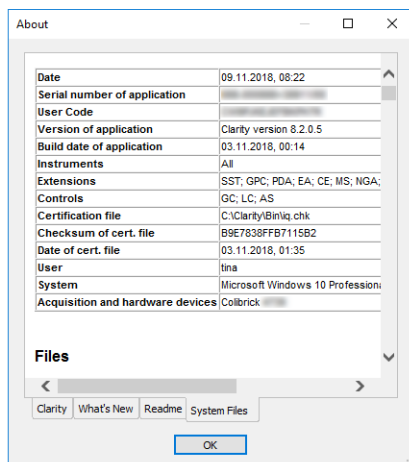 About
Date 09.11.2018, 08:22
Serial number of application
User Code
Version of application Clarity version 8.2.0.5
Build date of application 03.11.2018, 00:14
Instruments All
Extensions SST; GPC; PDA; EA; CE; MS; NGA;
Controls GC; LC; AS
Certification file C:\Clarity\Bin\iq.chk
Checksum of cert. file B9E7838FFB7115B2
Date of cert. file 03.11.2018, 01:35
User tina
System Microsoft Windows 10 Professiona
Acquisition and hardware devices Colibrick
Files
Clarity What's New Readme System Files
OK